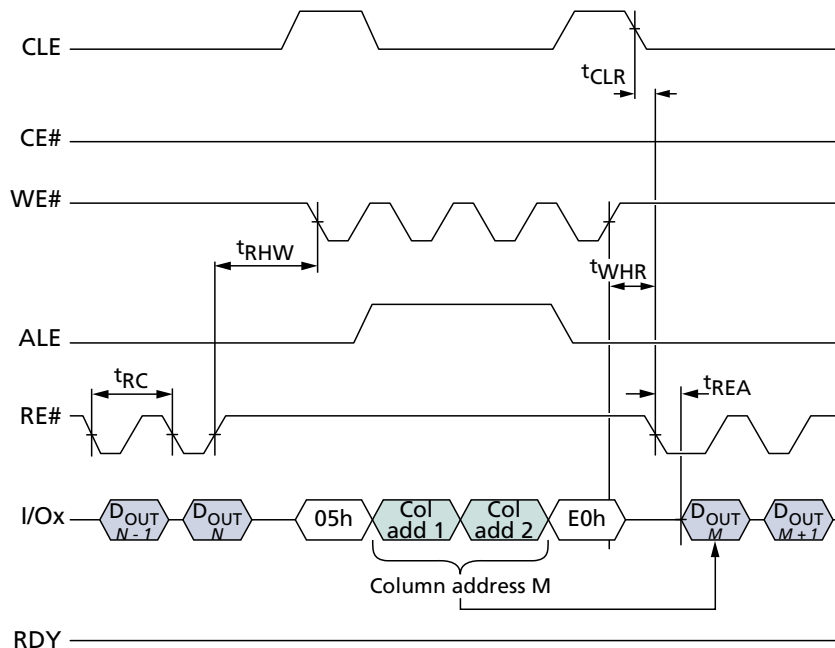 CLE
tCLR
CE#
WE#
tRHW
tWHR
ALE
tRC
tREA
RE#
I/Ox
DOUT
N - 1
DOUT
N
05h
Col
add 1
Col
add 2
E0h
DOUT
M
DOUT
M + 1
Column address M
RDY